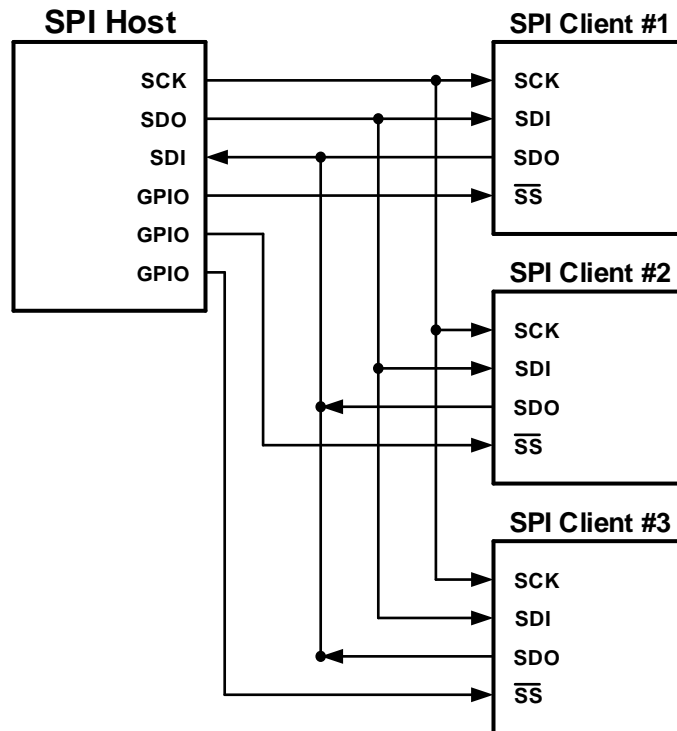 SPI Host
SCK
SDO
SDI
GPIO
GPIO
GPIO
SPI Client #1
SCK
SDI
SDO
SS
SPI Client #2
SCK
SDI
SDO
SS
SPI Client #3
SCK
SDI
SDO
SS